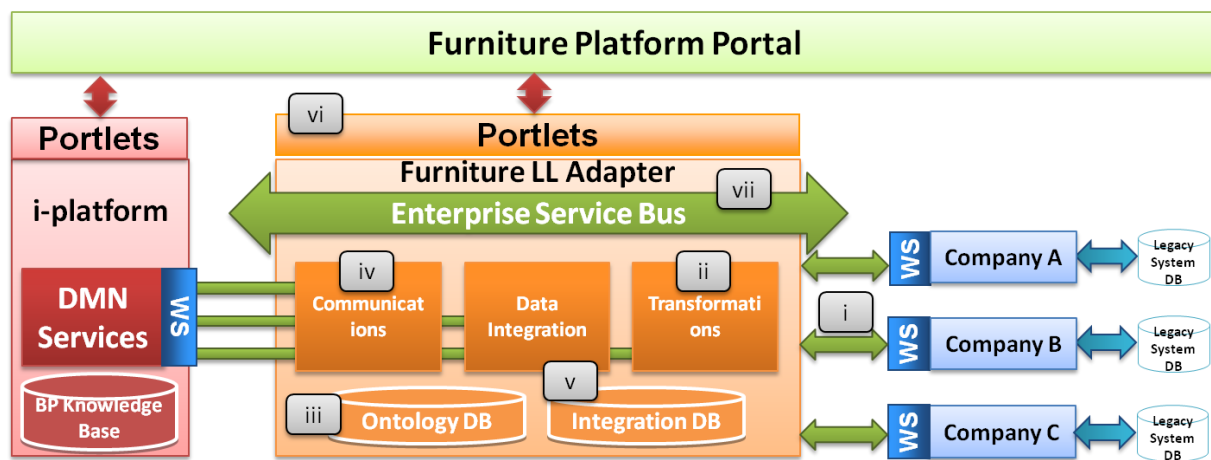 Furniture Platform Portal
vi
Portlets
Portlets
i-platform
DMN
Services
WS
BP Knowledge
Base
Furniture LL Adapter
vii
Enterprise Service Bus
iv
Communicat
ions
Data
Integration
ii
Transformati
ons
v
iii
Ontology DB
Integration DB
i
WS
Company A
Legacy
System
DB
WS
Company B
Legacy
System
DB
WS
Company C
Legacy
System
DB